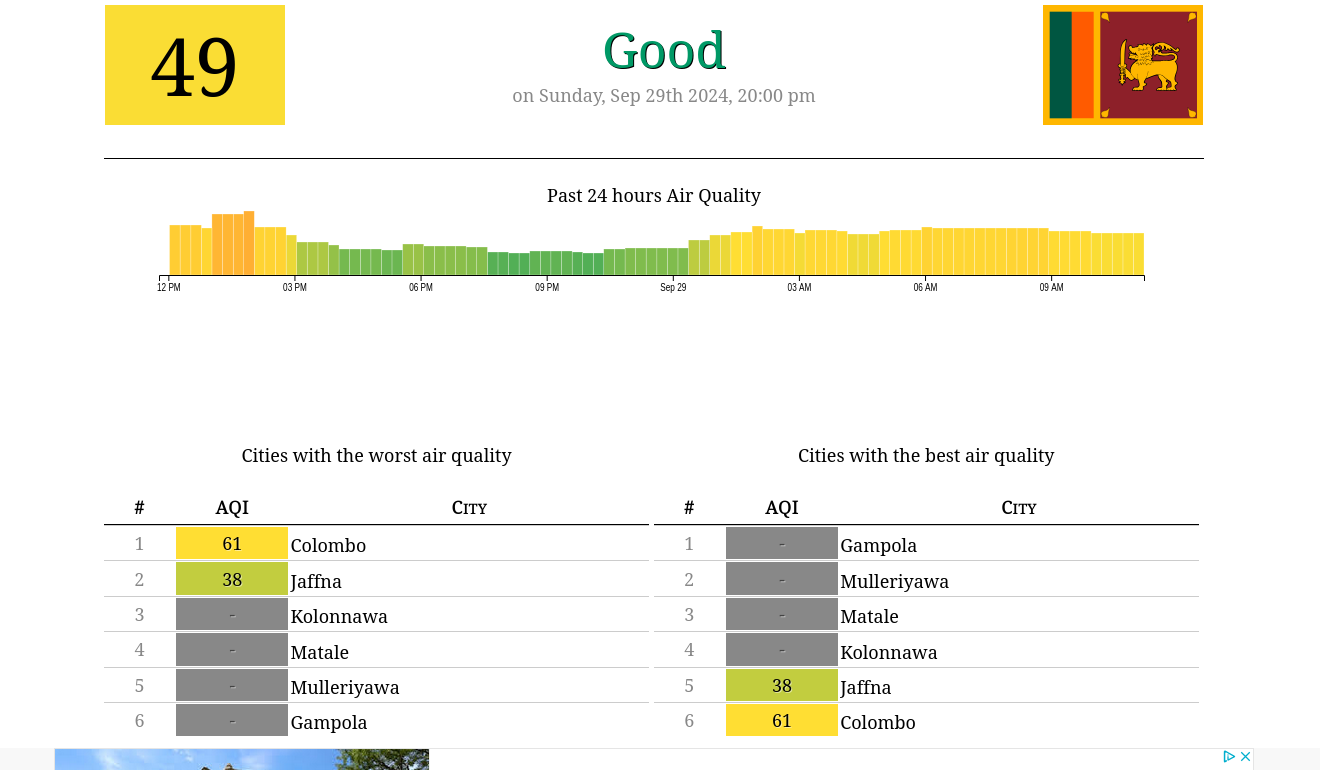 49
Good
on Sunday, Sep 29th 2024, 20:00 pm
Past 24 hours Air Quality
12 PM 03 PM 06 PM 09 PM Sep 29 03 AM 06 AM 09 AM
Cities with the worst air quality
# AQI City
1 61 Colombo
2 38 Jaffna
3 - Kolonnawa
4 - Matale
5 - Mulleriyawa
6 - Gampola
Cities with the best air quality
# AQI City
1 - Gampola
2 - Mulleriyawa
3 - Matale
4 - Kolonnawa
5 38 Jaffna
6 61 Colombo